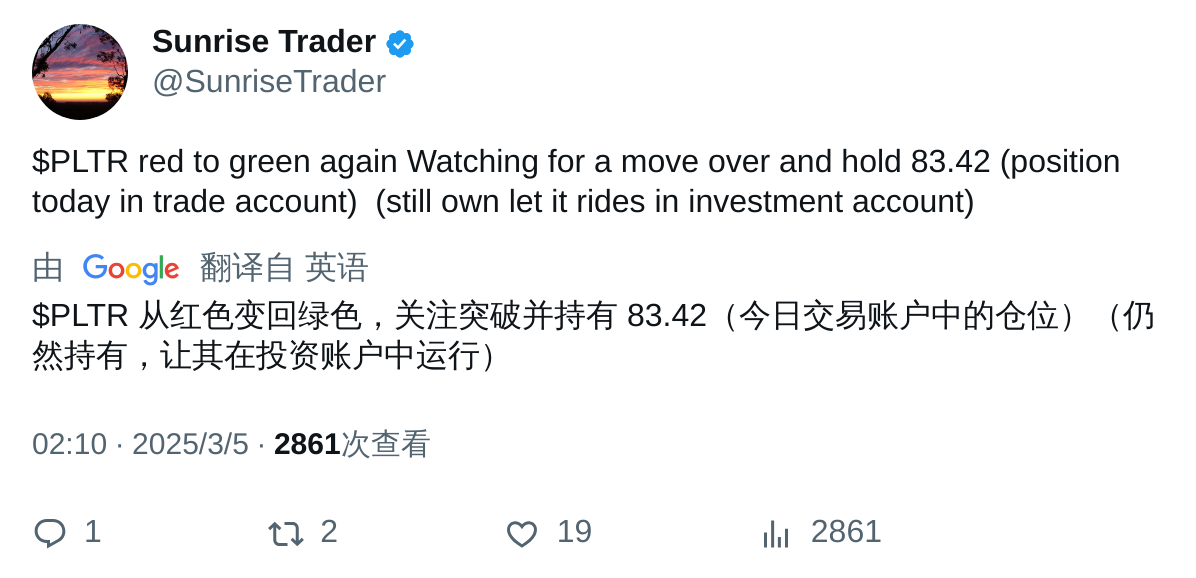 Sunrise Trader
@SunriseTrader
$PLTR red to green again Watching for a move over and hold 83.42 (position
today in trade account)  (still own let it rides in investment account)
由 Google 翻译自 英语
$PLTR 从红色变回绿色，关注突破并持有 83.42（今日交易账户中的仓位）（仍
然持有，让其在投资账户中运行）
02:10 · 2025/3/5 · 2861次查看
1 2 19 2861